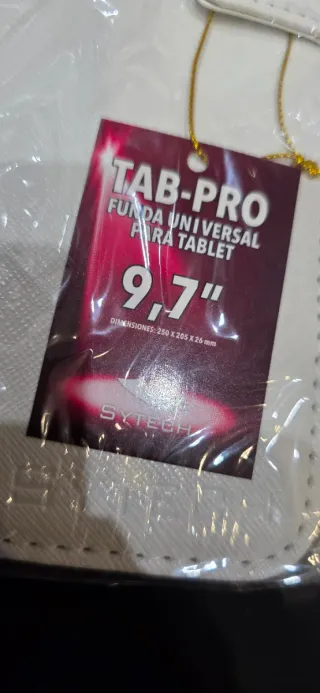 TAB-PRO
FUNDA UNIVERSAL
PARA TABLET
9,7"
DIMENSIONES: 250 X 205 X 26 mm
SYTECH